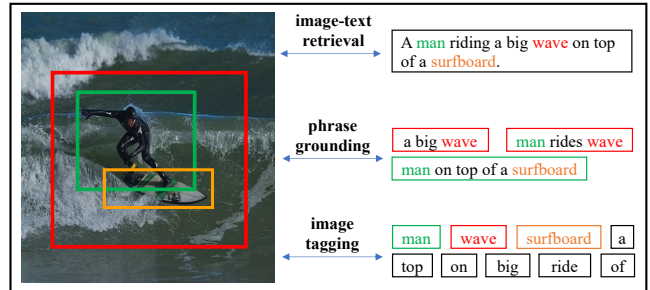 image-text
retrieval
A man riding a big wave on top
of a surfboard.
phrase
grounding
a big wave
man rides wave
man on top of a surfboard
image
tagging
man wave surfboard a
top on big ride of